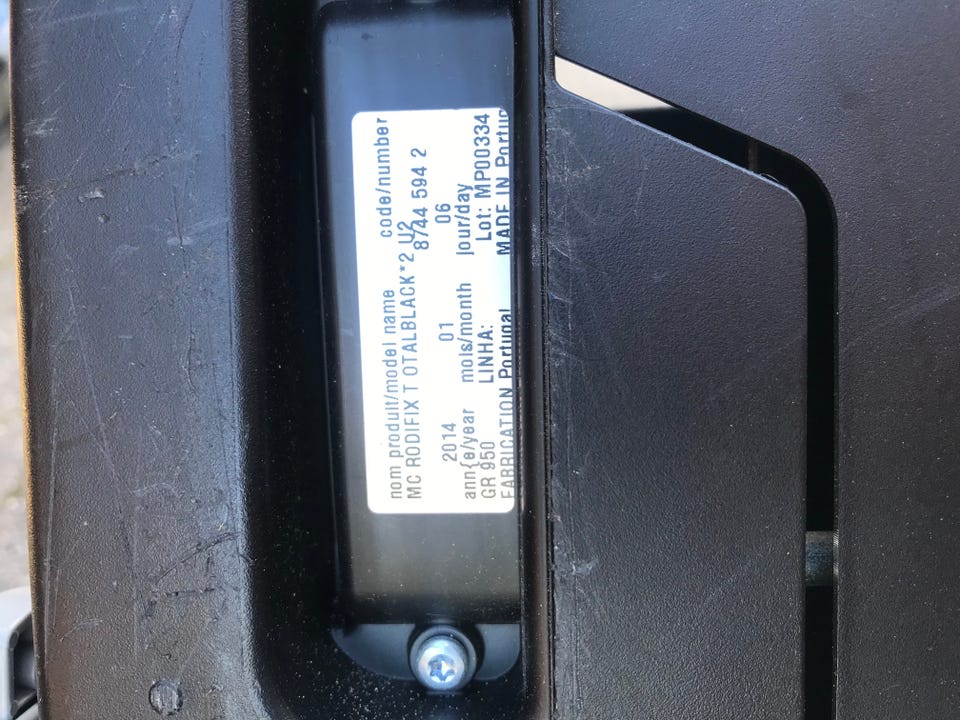 nom produit/model name code/number
MC RODIFIX T OTALBLACK*2 U2
8744 594 2
2014 01 06
ann{e/year mois/month jour/day
GR 950 LINHA: Lot: MP00334
FABRICATION Portugal MADE IN Portug